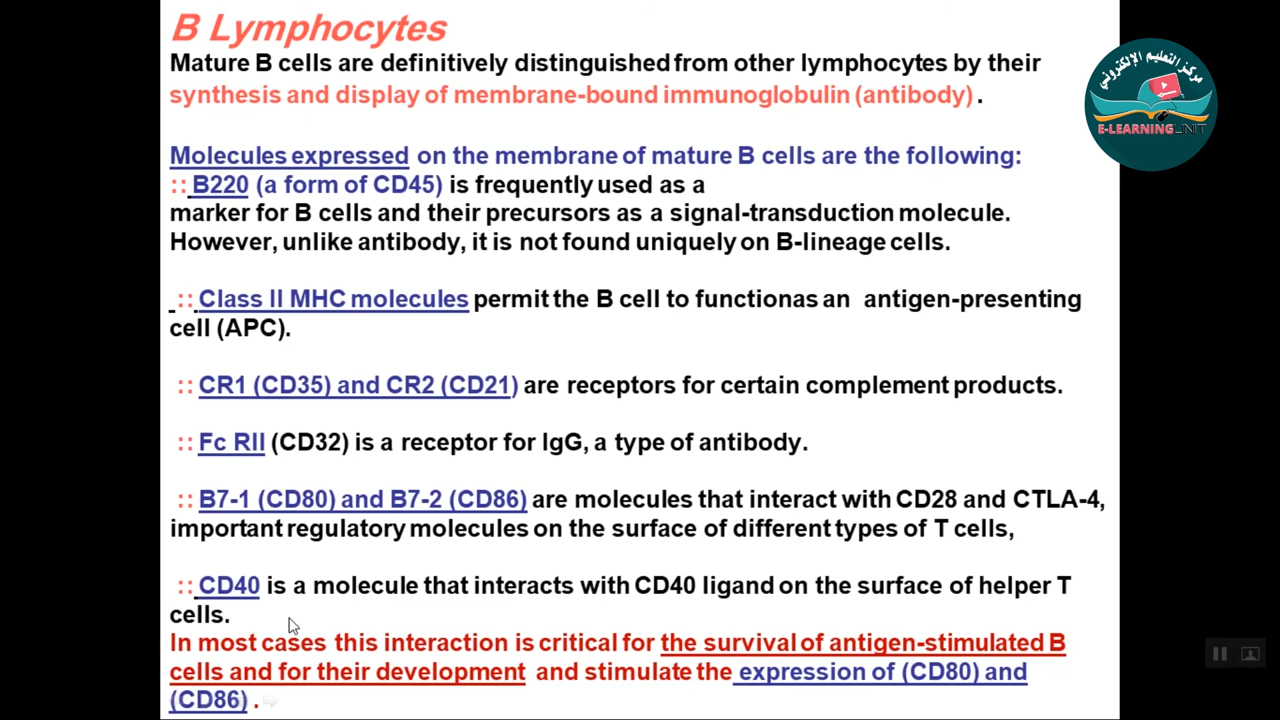 B Lymphocytes
Mature B cells are definitively distinguished from other lymphocytes by their
synthesis and display of membrane-bound immunoglobulin (antibody) .
مركز التعليم الإلكتروني
E-LEARNING UNIT
Molecules expressed on the membrane of mature B cells are the following:
:: B220 (a form of CD45) is frequently used as a
marker for B cells and their precursors as a signal-transduction molecule.
However, unlike antibody, it is not found uniquely on B-lineage cells.
:: Class II MHC molecules permit the B cell to functionas an antigen-presenting
cell (APC).
:: CR1 (CD35) and CR2 (CD21) are receptors for certain complement products.
:: Fc RII (CD32) is a receptor for IgG, a type of antibody.
:: B7-1 (CD80) and B7-2 (CD86) are molecules that interact with CD28 and CTLA-4,
important regulatory molecules on the surface of different types of T cells,
:: CD40 is a molecule that interacts with CD40 ligand on the surface of helper T
cells.
In most cases this interaction is critical for the survival of antigen-stimulated B
cells and for their development and stimulate the expression of (CD80) and
(CD86) .